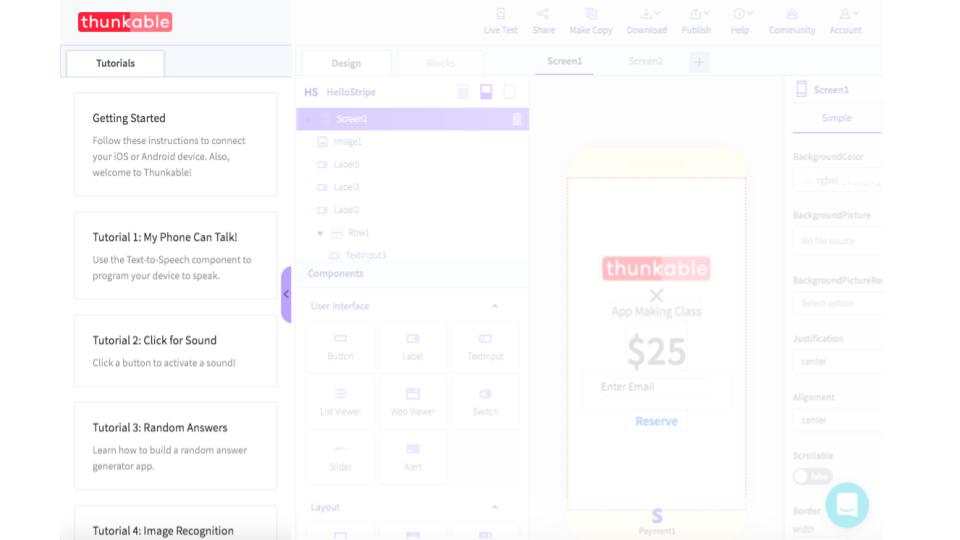 thunkable
Live Test
Share
Make Copy
Download
Publish
Help
Community
Account
Tutorials
Design
Blocks
Screen1
Screen2
+
Getting Started
Follow these instructions to connect
your iOS or Android device. Also,
welcome to Thunkable!
Tutorial 1: My Phone Can Talk!
Use the Text-to-Speech component to
program your device to speak.
Tutorial 2: Click for Sound
Click a button to activate a sound!
Tutorial 3: Random Answers
Learn how to build a random answer
generator app.
Tutorial 4: Image Recognition
HS HelloStripe
Screen1
Image1
Label5
Label3
Label2
Row1
TextInput3
Components
User Interface
Button
Label
TextInput
List Viewer
Web Viewer
Switch
Slider
Alert
Layout
thunkable
App Making Class
$25
Enter Email
Reserve
S
Payment1
Screen1
Simple
BackgroundColor
BackgroundPicture
No file source
BackgroundPictureRes
Select option
Justification
center
Alignment
center
Scrollable
false
Border
width